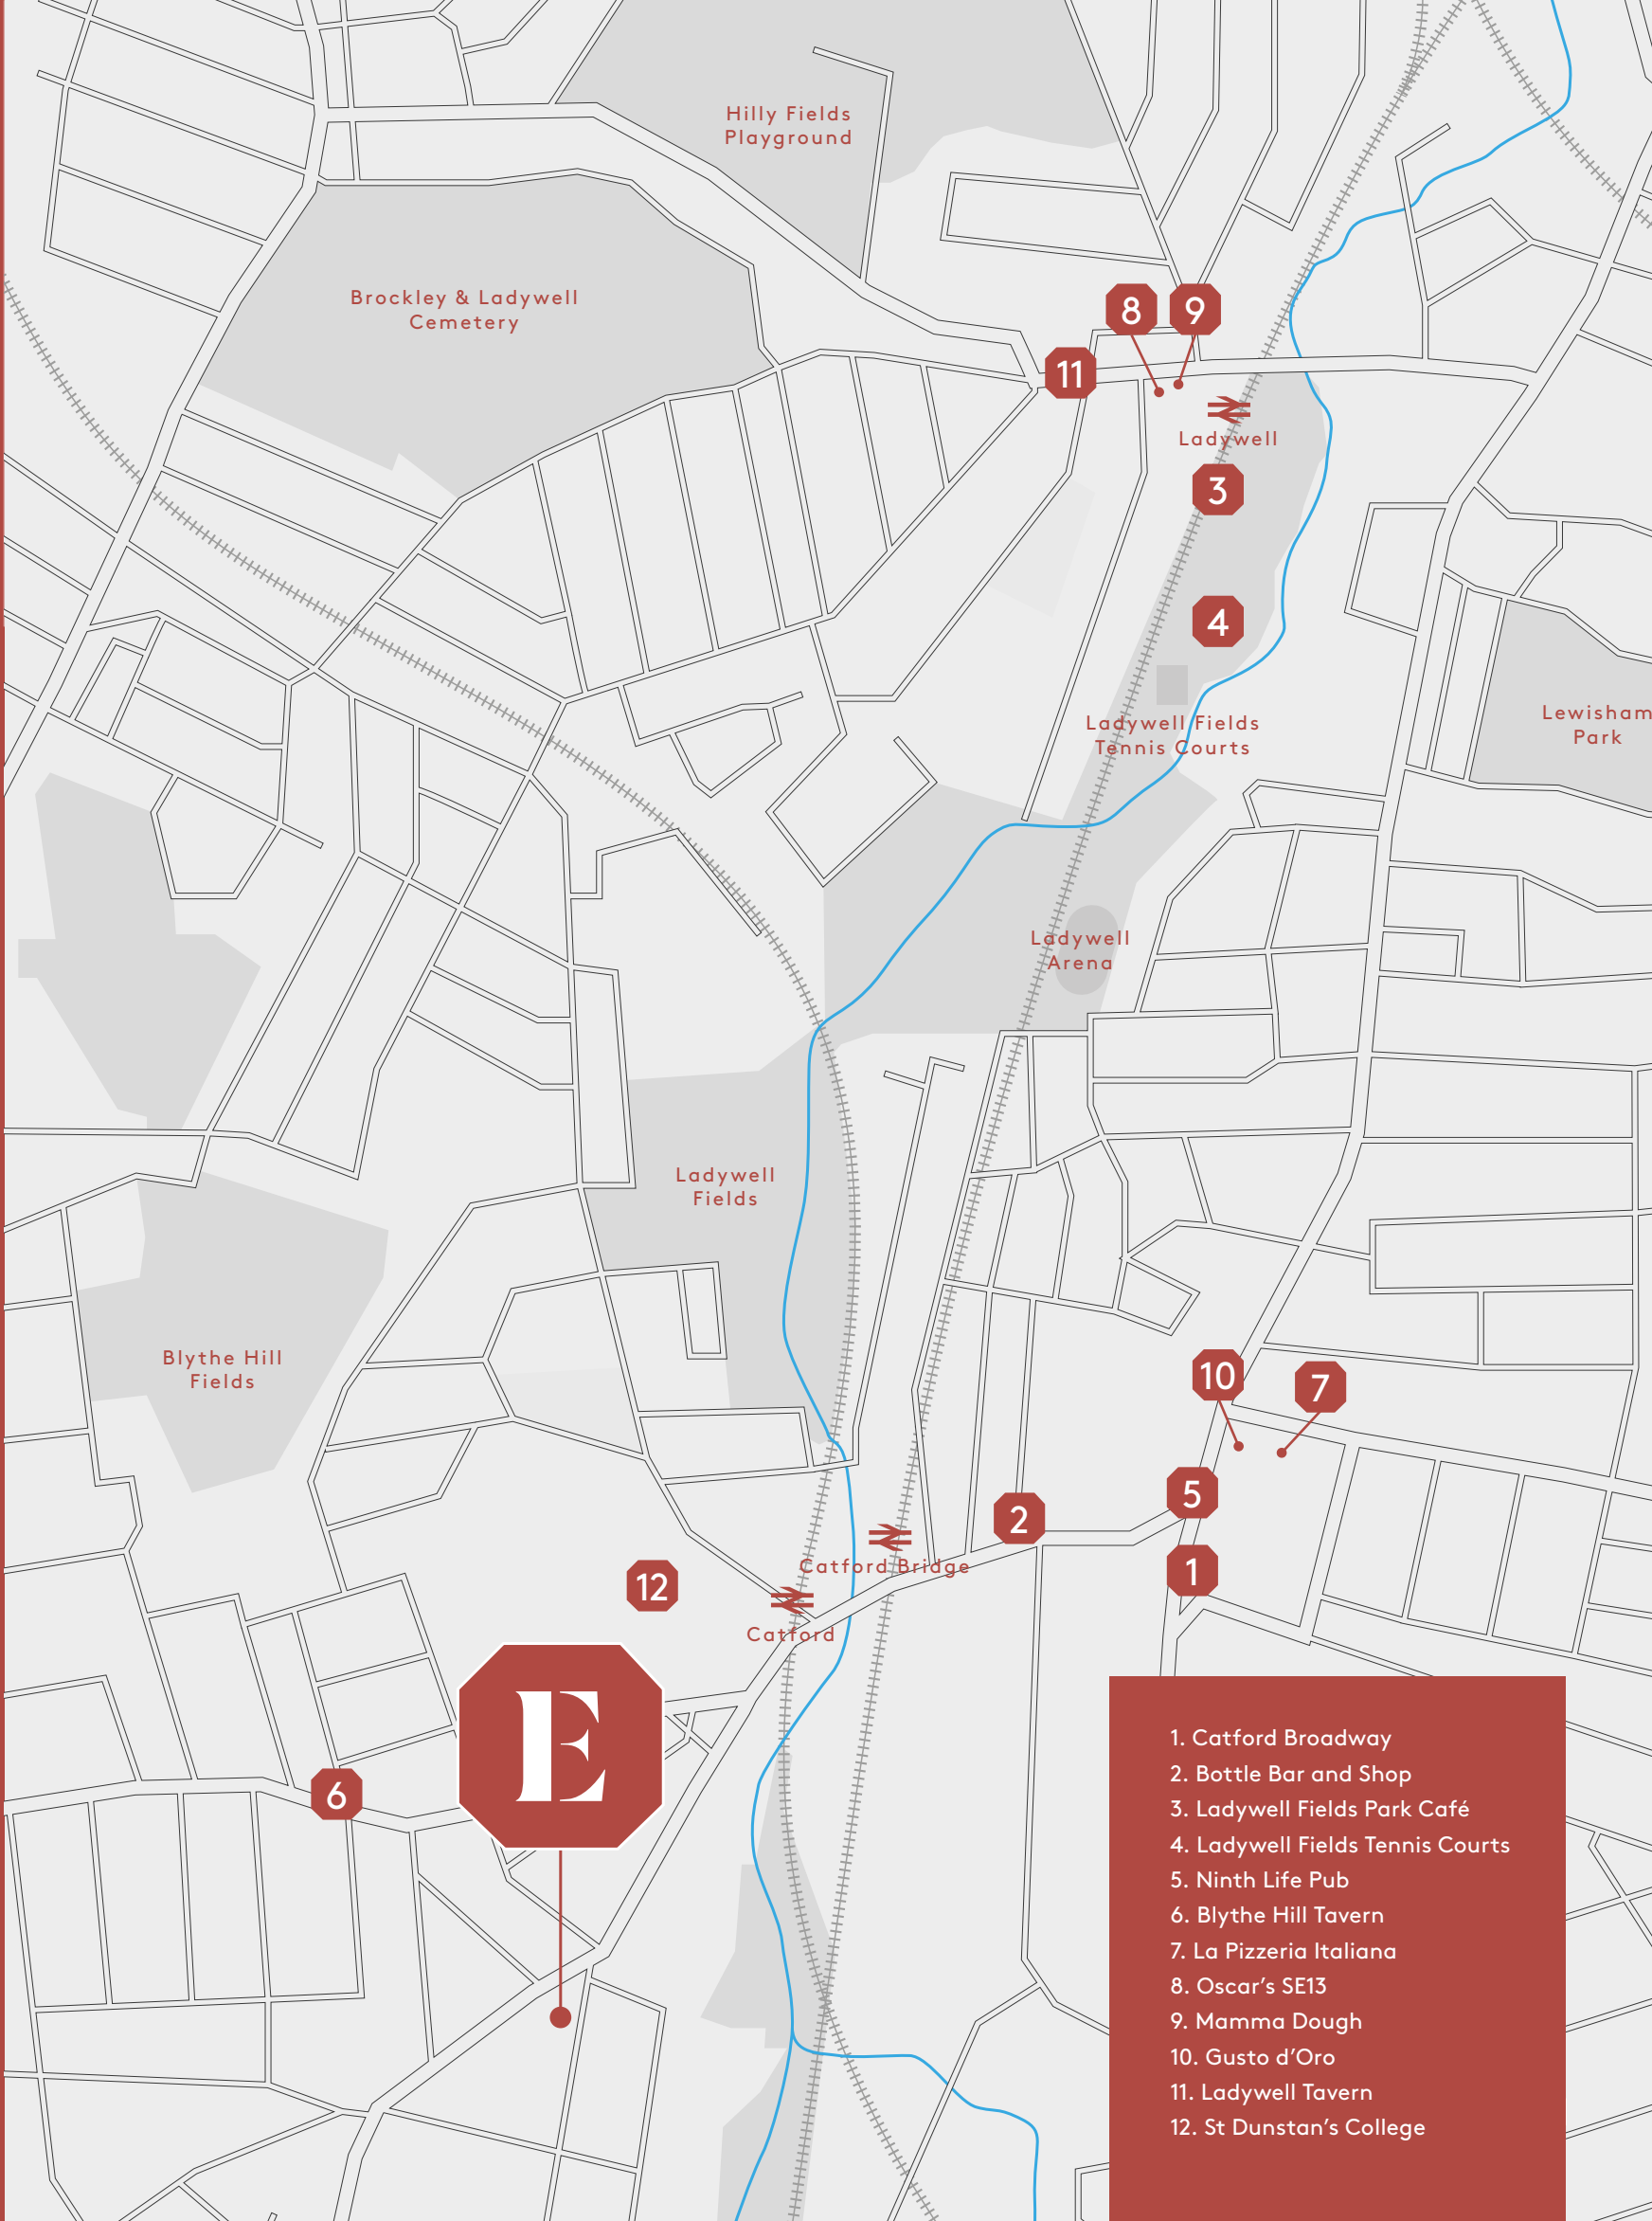 Hilly Fields
Playground
Brockley & Ladywell
Cemetery
8
9
11
Ladywell
3
4
Ladywell Fields
Tennis Courts
Lewisham
Park
Ladywell
Arena
Ladywell
Fields
Blythe Hill
Fields
10
7
5
2
Catford Bridge
1
12
Catford
E
6
1. Catford Broadway
2. Bottle Bar and Shop
3. Ladywell Fields Park Café
4. Ladywell Fields Tennis Courts
5. Ninth Life Pub
6. Blythe Hill Tavern
7. La Pizzeria Italiana
8. Oscar’s SE13
9. Mamma Dough
10. Gusto d’Oro
11. Ladywell Tavern
12. St Dunstan’s College